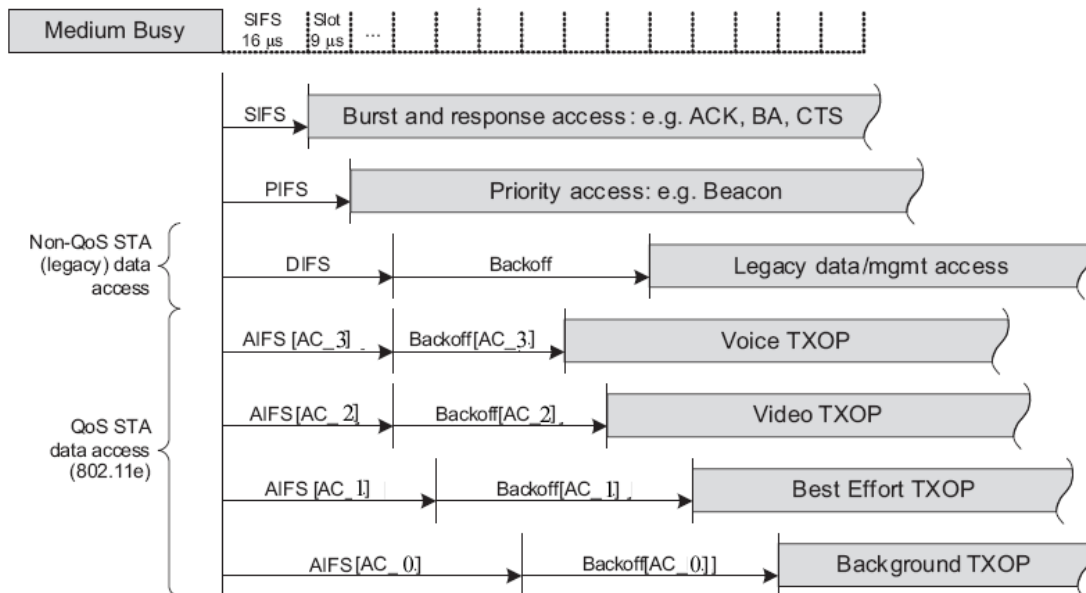 Medium Busy
SIFS
16 µs
Slot
9 µs
...
SIFS
Burst and response access: e.g. ACK, BA, CTS
PIFS
Priority access: e.g. Beacon
Non-QoS STA
(legacy) data
access
DIFS
Backoff
Legacy data/mgmt access
AIFS[AC_3]
Backoff[AC_3.]
Voice TXOP
QoS STA
data access
(802.11e)
AIFS[AC_2]
Backoff[AC_2]
Video TXOP
AIFS[AC_1.]
Backoff[AC_1.]
Best Effort TXOP
AIFS[AC_0.]
Backoff[AC_0.]]
Background TXOP